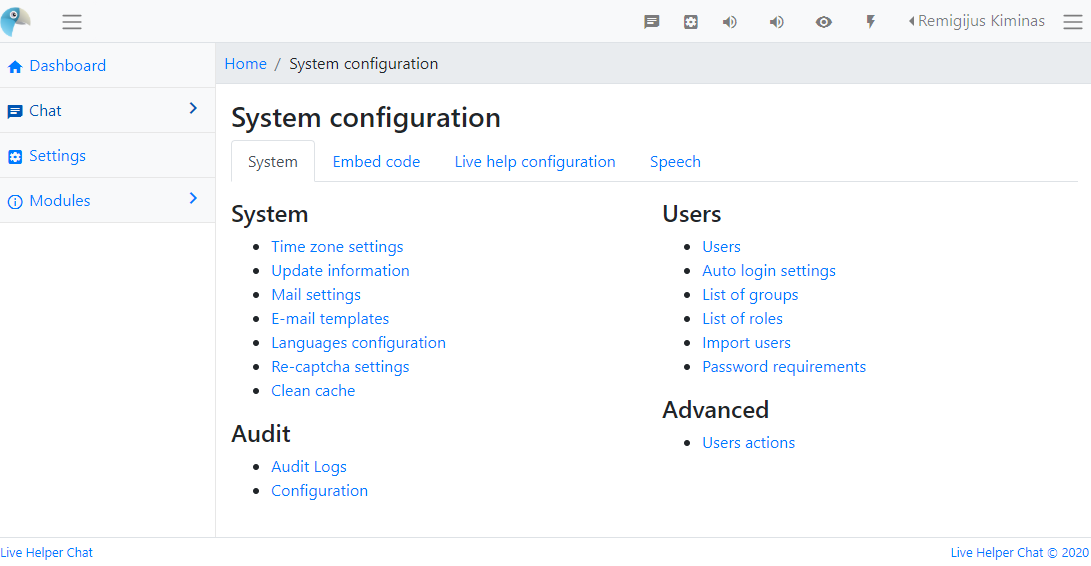 Remigijus Kiminas
Dashboard
Chat
Settings
Modules
Home / System configuration
System configuration
System Embed code Live help configuration Speech
System
Time zone settings
Update information
Mail settings
E-mail templates
Languages configuration
Re-captcha settings
Clean cache
Audit
Audit Logs
Configuration
Users
Users
Auto login settings
List of groups
List of roles
Import users
Password requirements
Advanced
Users actions
Live Helper Chat
Live Helper Chat © 2020